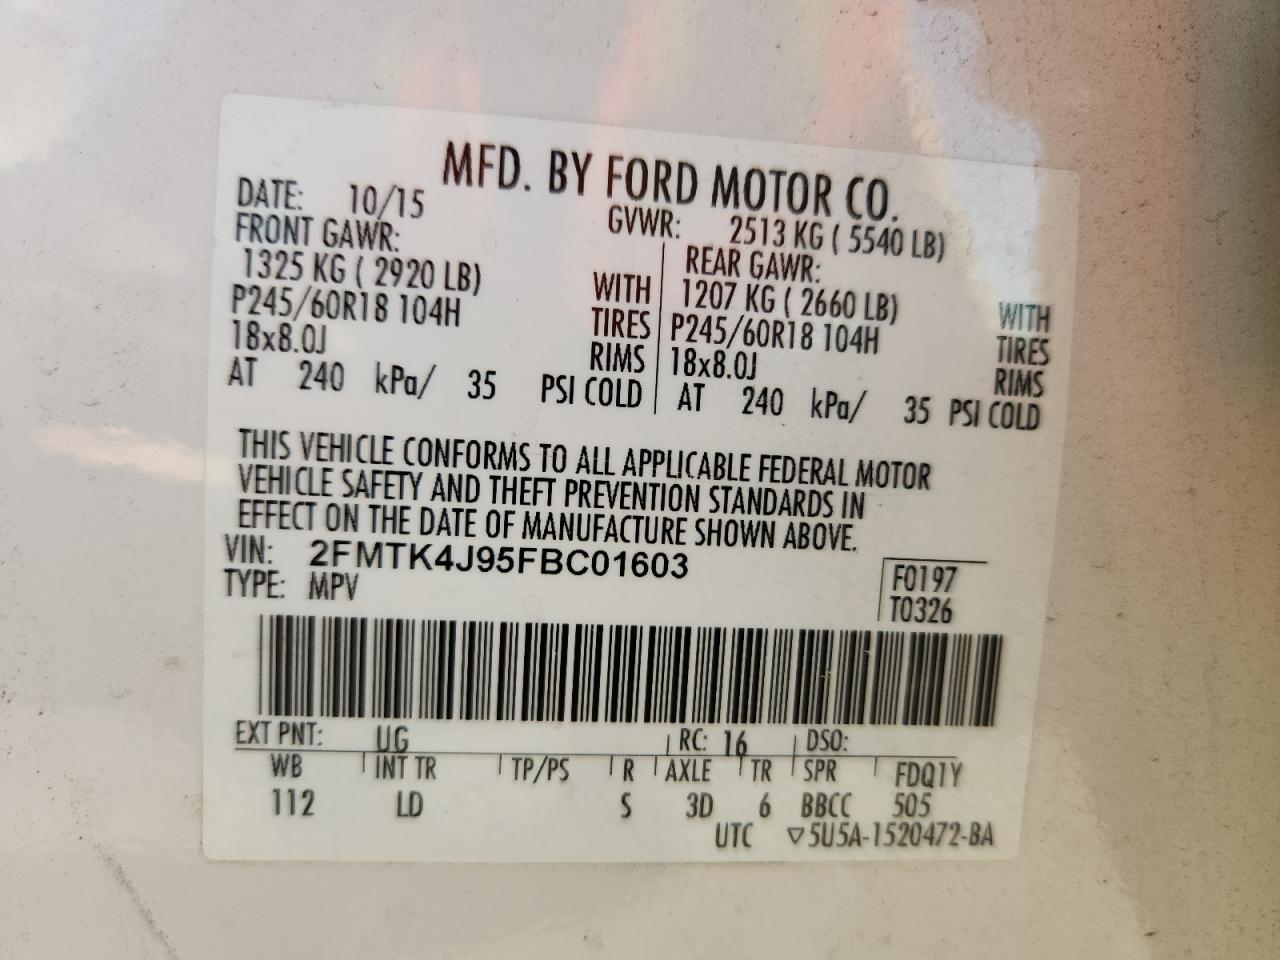 MFD. BY FORD MOTOR CO.
DATE: 10/15 GVWR: 2513 KG ( 5540 LB)
FRONT GAWR: REAR GAWR:
1325 KG ( 2920 LB) WITH 1207 KG ( 2660 LB) WITH
P245/60R18 104H TIRES P245/60R18 104H TIRES
18x8.0J RIMS 18x8.0J RIMS
AT 240 kPa/ 35 PSI COLD AT 240 kPa/ 35 PSI COLD
THIS VEHICLE CONFORMS TO ALL APPLICABLE FEDERAL MOTOR
VEHICLE SAFETY AND THEFT PREVENTION STANDARDS IN
EFFECT ON THE DATE OF MANUFACTURE SHOWN ABOVE.
VIN: 2FMTK4J95FBC01603
TYPE: MPV
F0197
T0326
EXT PNT: UG RC: 16 DSO:
WB INT TR TP/PS R AXLE TR SPR FDQ1Y
112 LD S 3D 6 BBCC 505
UTC ▽5U5A-1520472-BA